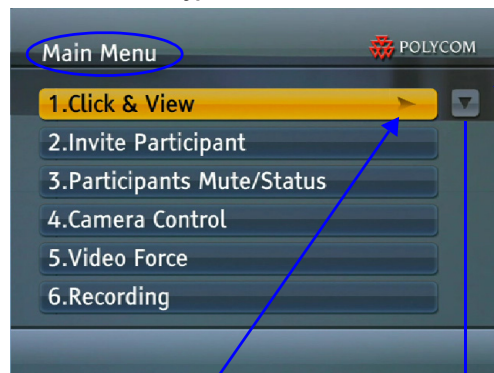 Main Menu
POLYCOM
1.Click & View
2.Invite Participant
3.Participants Mute/Status
4.Camera Control
5.Video Force
6.Recording